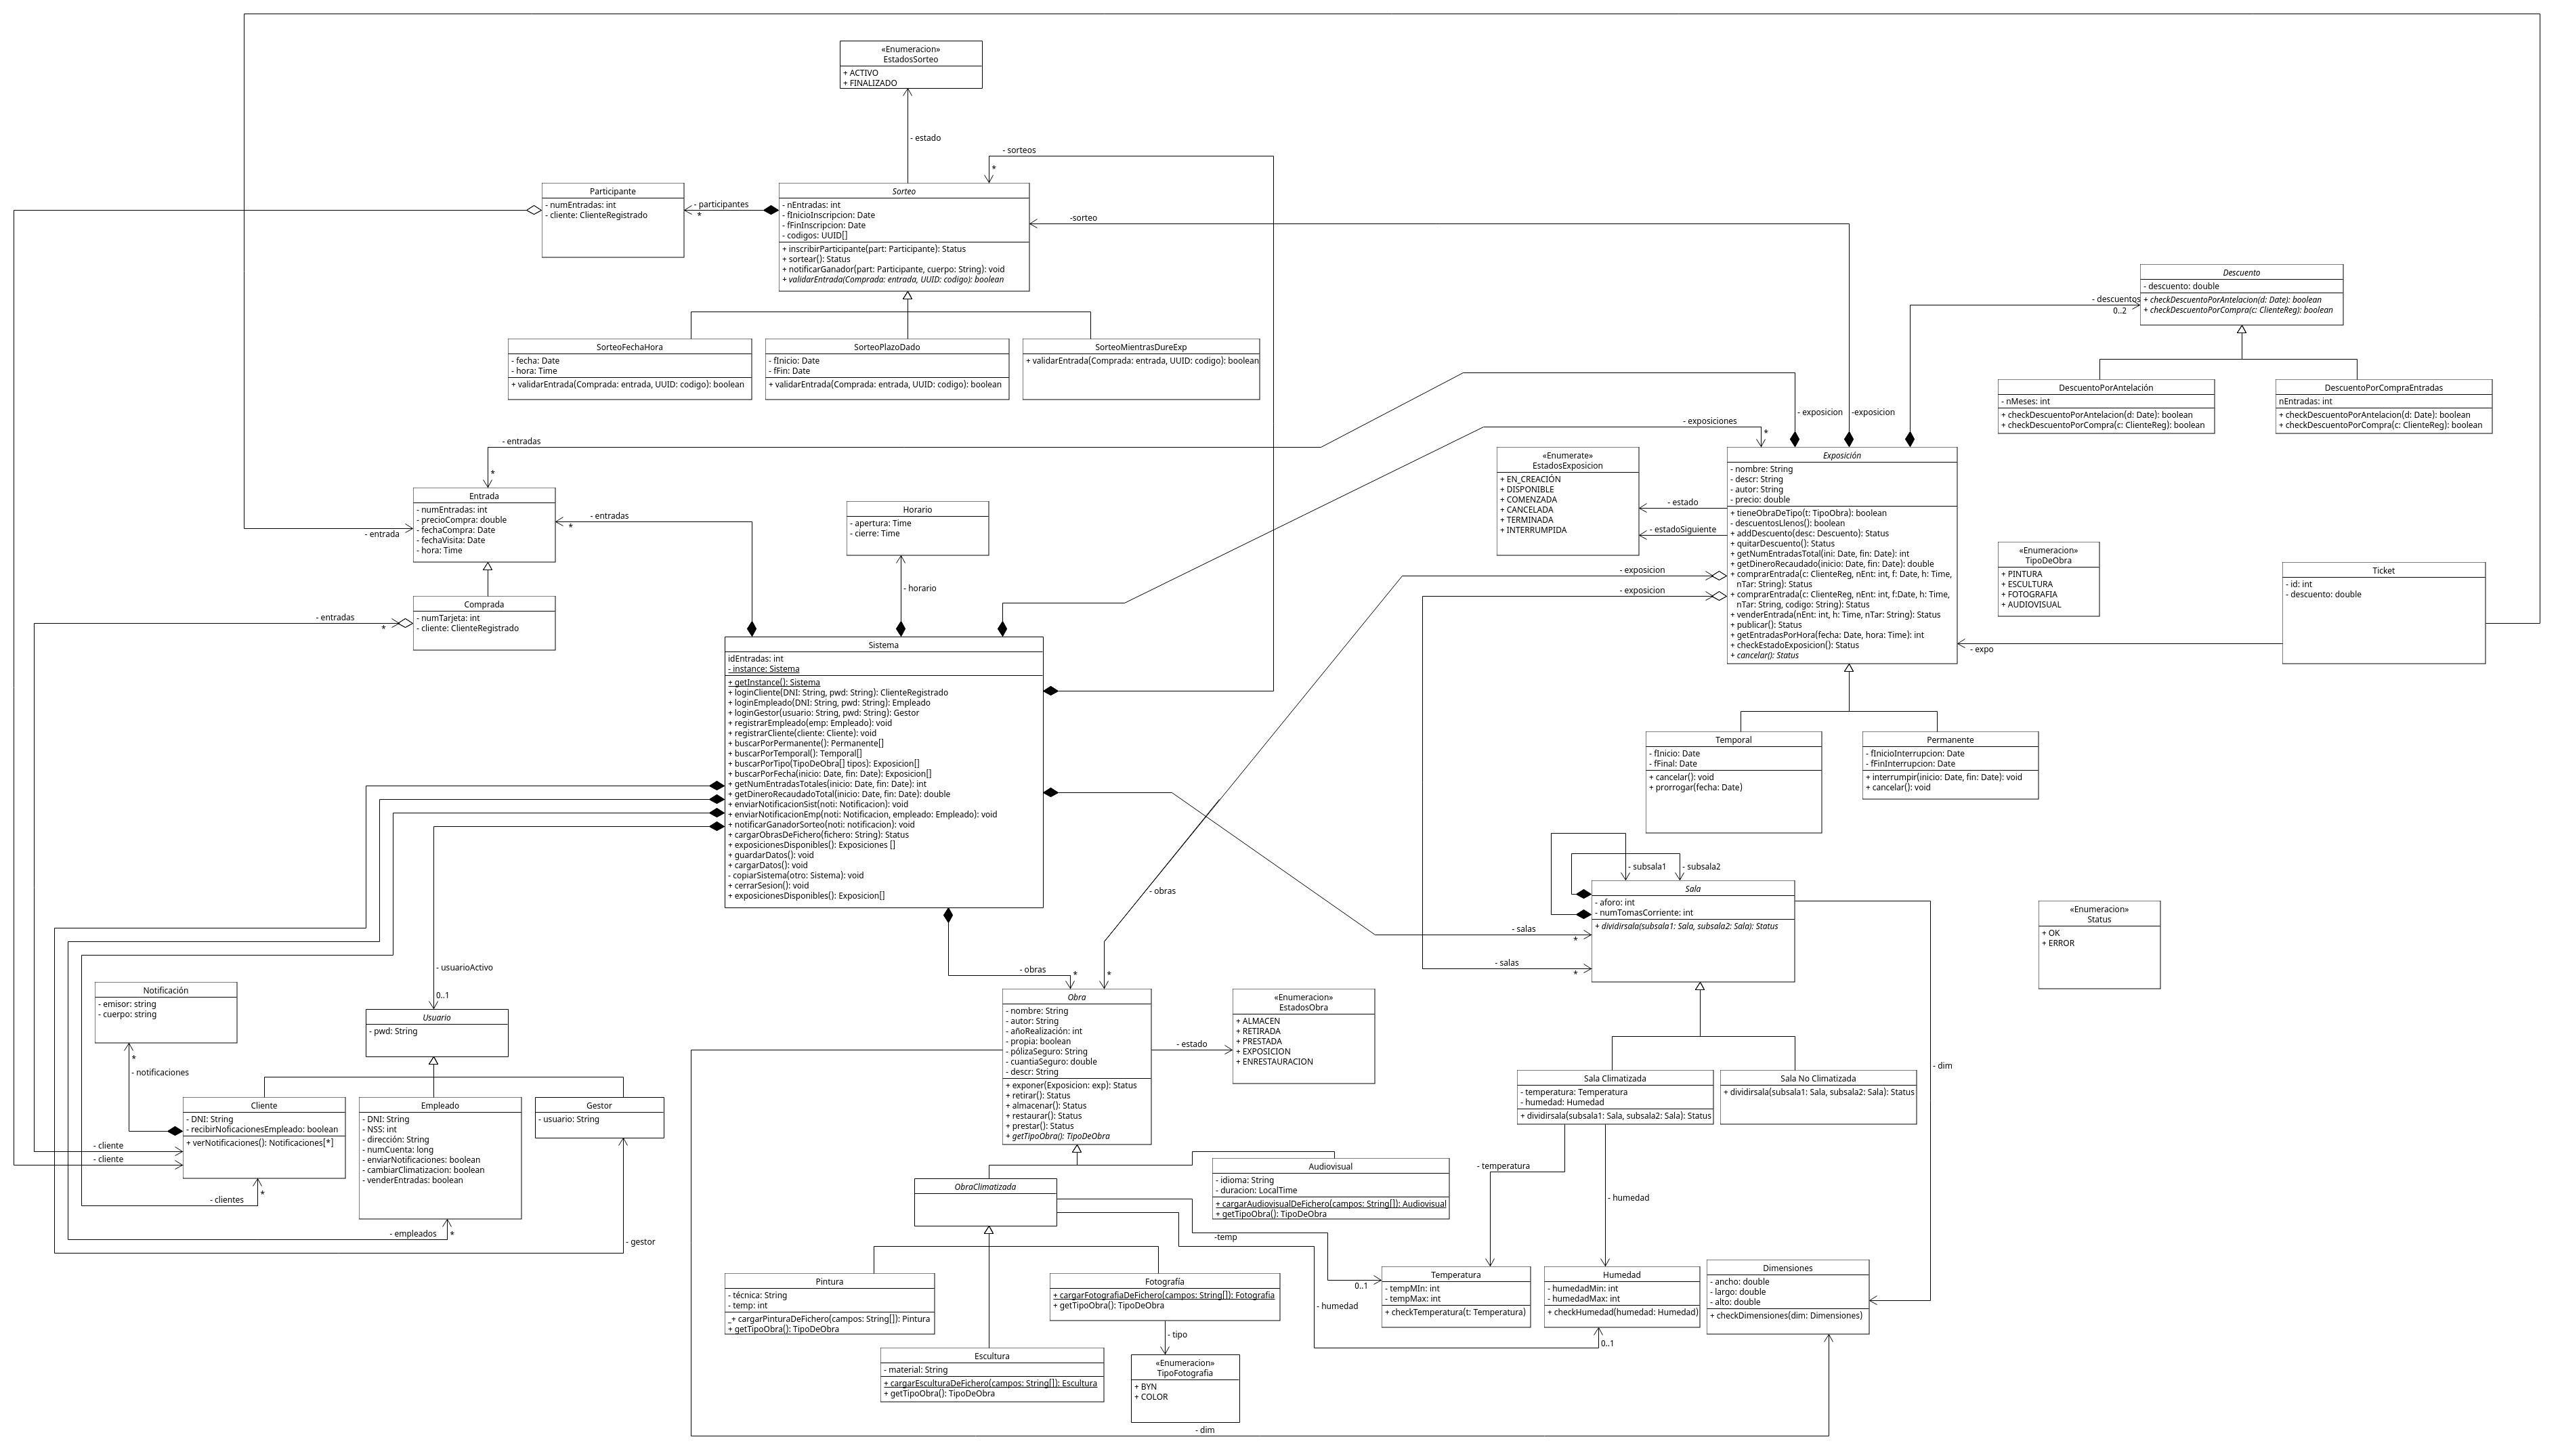 «Enumeracion»
EstadosSorteo
+ ACTIVO
+ FINALIZADO
- estado
- sorteos
*
Participante
- numEntradas: int
- cliente: ClienteRegistrado
- participantes
*
Sorteo
- nEntradas: int
- fInicioInscripcion: Date
- fFinInscripcion: Date
- codigos: UUID[]
+ inscribirParticipante(part: Participante): Status
+ sortear(): Status
+ notificarGanador(part: Participante, cuerpo: String): void
+ validarEntrada(Comprada: entrada, UUID: codigo): boolean
-sorteo
Descuento
- descuento: double
+ checkDescuentoPorAntelacion(d: Date): boolean
+ checkDescuentoPorCompra(c: ClienteReg): boolean
- descuentos
0..2
SorteoFechaHora
- fecha: Date
- hora: Time
+ validarEntrada(Comprada: entrada, UUID: codigo): boolean
SorteoPlazoDado
- fInicio: Date
- fFin: Date
+ validarEntrada(Comprada: entrada, UUID: codigo): boolean
SorteoMientrasDureExp
+ validarEntrada(Comprada: entrada, UUID: codigo): boolean
DescuentoPorAntelación
- nMeses: int
+ checkDescuentoPorAntelacion(d: Date): boolean
+ checkDescuentoPorCompra(c: ClienteReg): boolean
DescuentoPorCompraEntradas
nEntradas: int
+ checkDescuentoPorAntelacion(d: Date): boolean
+ checkDescuentoPorCompra(c: ClienteReg): boolean
- exposicion
-exposicion
- exposiciones
*
- entradas
*
«Enumerate»
EstadosExposicion
+ EN_CREACIÓN
+ DISPONIBLE
+ COMENZADA
+ CANCELADA
+ TERMINADA
+ INTERRUMPIDA
- estado
- estadoSiguiente
Exposición
- nombre: String
- descr: String
- autor: String
- precio: double
+ tieneObraDeTipo(t: TipoObra): boolean
- descuentosLlenos(): boolean
+ addDescuento(desc: Descuento): Status
+ quitarDescuento(): Status
+ getNumEntradasTotal(ini: Date, fin: Date): int
+ getDineroRecaudado(inicio: Date, fin: Date): double
+ comprarEntrada(c: ClienteReg, nEnt: int, f: Date, h: Time,
nTar: String): Status
+ comprarEntrada(c: ClienteReg, nEnt: int, f:Date, h: Time,
nTar: String, codigo: String): Status
+ venderEntrada(nEnt: int, h: Time, nTar: String): Status
+ publicar(): Status
+ getEntradasPorHora(fecha: Date, hora: Time): int
+ checkEstadoExposicion(): Status
+ cancelar(): Status
«Enumeracion»
TipoDeObra
+ PINTURA
+ ESCULTURA
+ FOTOGRAFIA
+ AUDIOVISUAL
Ticket
- id: int
- descuento: double
- expo
Entrada
- numEntradas: int
- precioCompra: double
- fechaCompra: Date
- fechaVisita: Date
- hora: Time
- entrada
- entradas
*
Horario
- apertura: Time
- cierre: Time
- horario
- exposicion
- exposicion
Comprada
- numTarjeta: int
- cliente: ClienteRegistrado
- entradas
*
Sistema
idEntradas: int
- instance: Sistema
+ getInstance(): Sistema
+ loginCliente(DNI: String, pwd: String): ClienteRegistrado
+ loginEmpleado(DNI: String, pwd: String): Empleado
+ loginGestor(usuario: String, pwd: String): Gestor
+ registrarEmpleado(emp: Empleado): void
+ registrarCliente(cliente: Cliente): void
+ buscarPorPermanente(): Permanente[]
+ buscarPorTemporal(): Temporal[]
+ buscarPorTipo(TipoDeObra[] tipos): Exposicion[]
+ buscarPorFecha(inicio: Date, fin: Date): Exposicion[]
+ getNumEntradasTotales(inicio: Date, fin: Date): int
+ getDineroRecaudadoTotal(inicio: Date, fin: Date): double
+ enviarNotificacionSist(noti: Notificacion): void
+ enviarNotificacionEmp(noti: Notificacion, empleado: Empleado): void
+ notificarGanadorSorteo(noti: notificacion): void
+ cargarObrasDeFichero(fichero: String): Status
+ exposicionesDisponibles(): Exposiciones []
+ guardarDatos(): void
+ cargarDatos(): void
- copiarSistema(otro: Sistema): void
+ cerrarSesion(): void
+ exposicionesDisponibles(): Exposicion[]
Temporal
- fInicio: Date
- fFinal: Date
+ cancelar(): void
+ prorrogar(fecha: Date)
Permanente
- fInicioInterrupcion: Date
- fFinInterrupcion: Date
+ interrumpir(inicio: Date, fin: Date): void
+ cancelar(): void
- subsala1
- subsala2
- obras
Sala
- aforo: int
- numTomasCorriente: int
+ dividirsala(subsala1: Sala, subsala2: Sala): Status
- salas
*
- salas
*
«Enumeracion»
Status
+ OK
+ ERROR
- usuarioActivo
0..1
- obras
*
*
Notificación
- emisor: string
- cuerpo: string
*
- notificaciones
Usuario
- pwd: String
Obra
- nombre: String
- autor: String
- añoRealización: int
- propia: boolean
- pólizaSeguro: String
- cuantiaSeguro: double
- descr: String
+ exponer(Exposicion: exp): Status
+ retirar(): Status
+ almacenar(): Status
+ restaurar(): Status
+ prestar(): Status
+ getTipoObra(): TipoDeObra
- estado
«Enumeracion»
EstadosObra
+ ALMACEN
+ RETIRADA
+ PRESTADA
+ EXPOSICION
+ ENRESTAURACION
- dim
Sala Climatizada
- temperatura: Temperatura
- humedad: Humedad
+ dividirsala(subsala1: Sala, subsala2: Sala): Status
Sala No Climatizada
+ dividirsala(subsala1: Sala, subsala2: Sala): Status
Cliente
- DNI: String
- recibirNoficacionesEmpleado: boolean
+ verNotificaciones(): Notificaciones[*]
- cliente
- cliente
- clientes
*
Empleado
- DNI: String
- NSS: int
- dirección: String
- numCuenta: long
- enviarNotificaciones: boolean
- cambiarClimatizacion: boolean
- venderEntradas: boolean
- empleados
*
Gestor
- usuario: String
- gestor
ObraClimatizada
Audiovisual
- idioma: String
- duracion: LocalTime
+ cargarAudiovisualDeFichero(campos: String[]): Audiovisual
+ getTipoObra(): TipoDeObra
- temperatura
- humedad
-temp
0..1
- humedad
0..1
Pintura
- técnica: String
- temp: int
_+ cargarPinturaDeFichero(campos: String[]): Pintura
+ getTipoObra(): TipoDeObra
Fotografía
+ cargarFotografiaDeFichero(campos: String[]): Fotografia
+ getTipoObra(): TipoDeObra
- tipo
Temperatura
- tempMIn: int
- tempMax: int
+ checkTemperatura(t: Temperatura)
Humedad
- humedadMin: int
- humedadMax: int
+ checkHumedad(humedad: Humedad)
Dimensiones
- ancho: double
- largo: double
- alto: double
+ checkDimensiones(dim: Dimensiones)
Escultura
- material: String
+ cargarEsculturaDeFichero(campos: String[]): Escultura
+ getTipoObra(): TipoDeObra
«Enumeracion»
TipoFotografia
+ BYN
+ COLOR
- dim